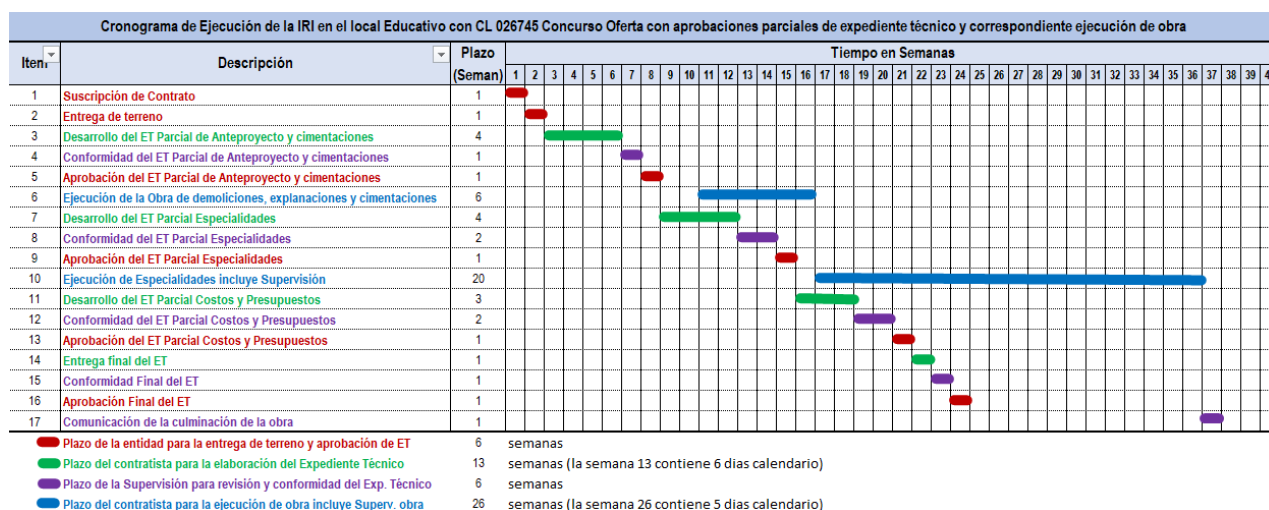 Cronograma de Ejecución de la IRI en el local Educativo con CL 026745 Concurso Oferta con aprobaciones parciales de expediente técnico y correspondiente ejecución de obra
Item Descripción Plazo (Seman) Tiempo en Semanas
1 2 3 4 5 6 7 8 9 10 11 12 13 14 15 16 17 18 19 20 21 22 23 24 25 26 27 28 29 30 31 32 33 34 35 36 37 38 39 4
1 Suscripción de Contrato 1
2 Entrega de terreno 1
3 Desarrollo del ET Parcial de Anteproyecto y cimentaciones 4
4 Conformidad del ET Parcial de Anteproyecto y cimentaciones 1
5 Aprobación del ET Parcial de Anteproyecto y cimentaciones 1
6 Ejecución de la Obra de demoliciones, explanaciones y cimentaciones 6
7 Desarrollo del ET Parcial Especialidades 4
8 Conformidad del ET Parcial Especialidades 2
9 Aprobación del ET Parcial Especialidades 1
10 Ejecución de Especialidades incluye Supervisión 20
11 Desarrollo del ET Parcial Costos y Presupuestos 3
12 Conformidad del ET Parcial Costos y Presupuestos 2
13 Aprobación del ET Parcial Costos y Presupuestos 1
14 Entrega final del ET 1
15 Conformidad Final del ET 1
16 Aprobación Final del ET 1
17 Comunicación de la culminación de la obra 1
Plazo de la entidad para la entrega de terreno y aprobación de ET 6 semanas
Plazo del contratista para la elaboración del Expediente Técnico 13 semanas (la semana 13 contiene 6 dias calendario)
Plazo de la Supervisión para revisión y conformidad del Exp. Técnico 6 semanas
Plazo del contratista para la ejecución de obra incluye Superv. obra 26 semanas (la semana 26 contiene 5 dias calendario)